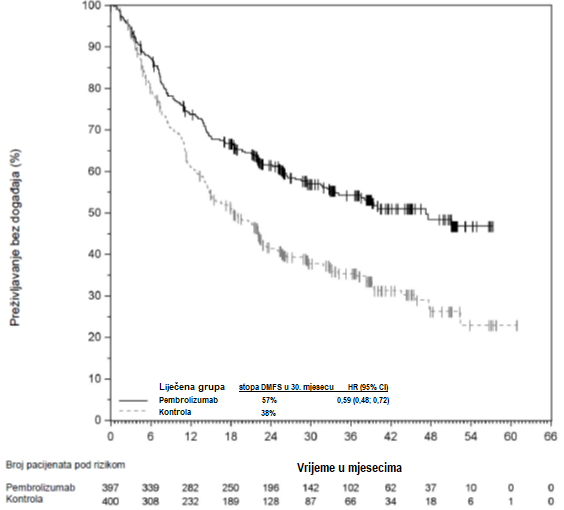 Preživljavanje bez događaja (%)
100
90
80
70
60
50
40
30
20
10
0
Liječena grupa stopa DMFS u 30. mjesecu HR (95% CI)
Pembrolizumab 57% 0,59 (0,48; 0,72)
Kontrola 38%
0 6 12 18 24 30 36 42 48 54 60 66
Vrijeme u mjesecima
Broj pacijenata pod rizikom
Pembrolizumab 397 339 282 250 196 142 102 62 37 10 0 0
Kontrola 400 308 232 189 128 87 66 34 18 6 1 0